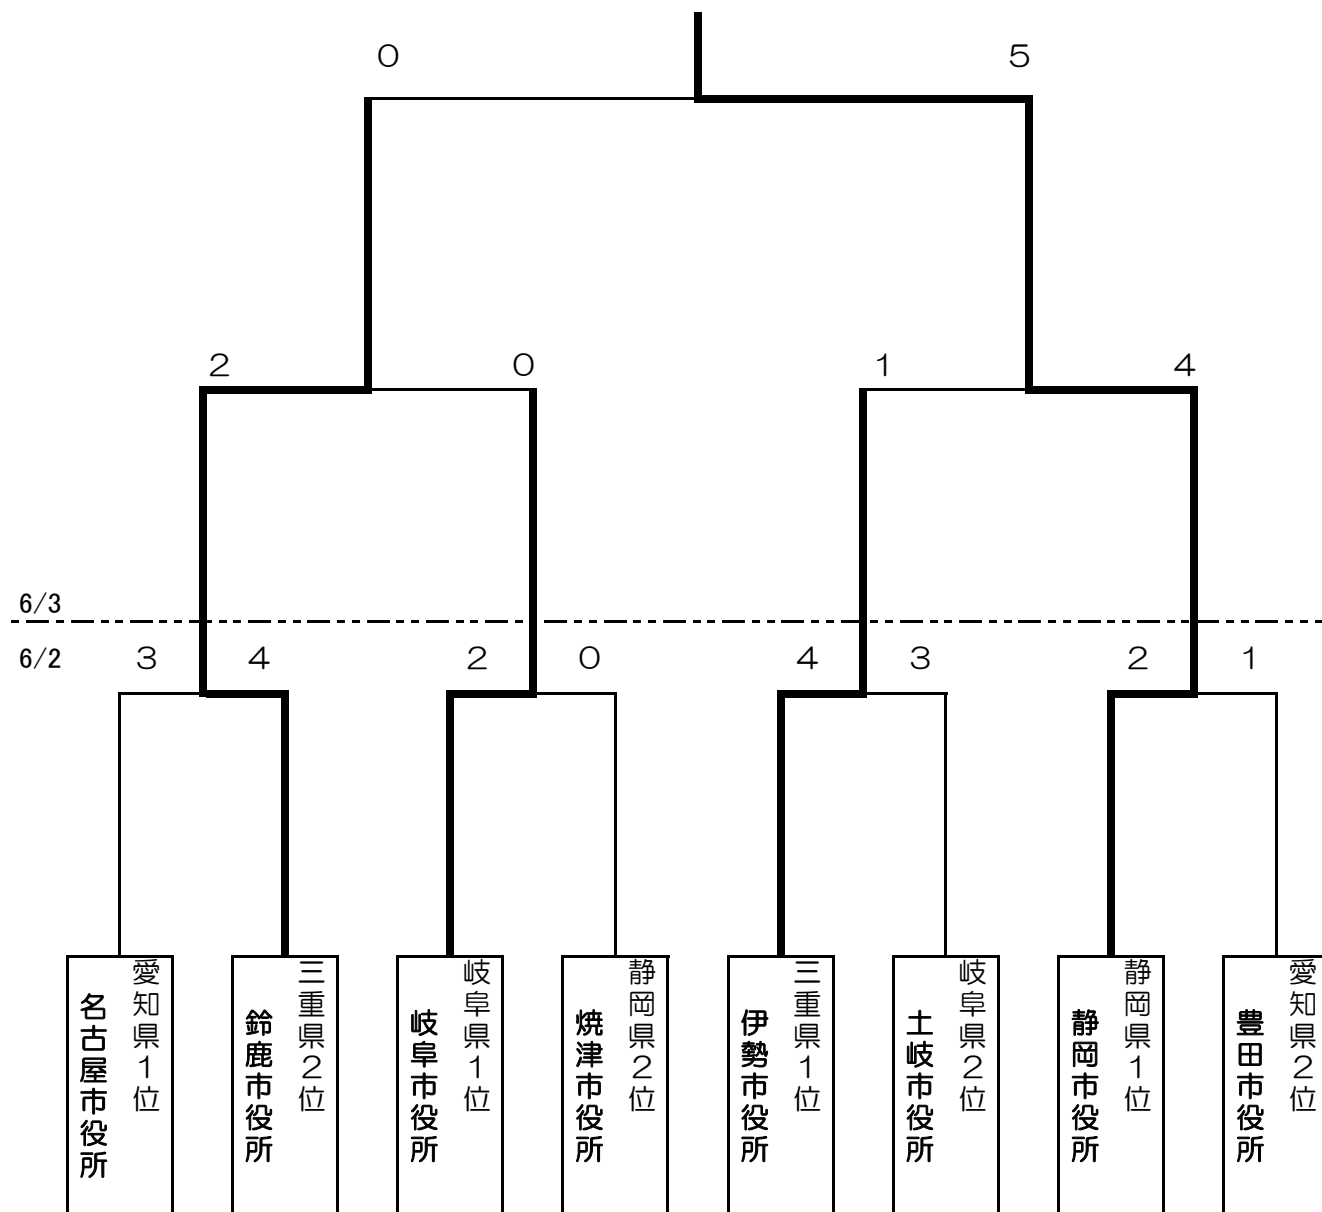 ０
５
２
０
１
４
6/3
6/2
３
４
２
０
４
３
２
１
愛知県１位
名古屋市役所
三重県２位
鈴鹿市役所
岐阜県１位
岐阜市役所
静岡県２位
焼津市役所
三重県１位
伊勢市役所
岐阜県２位
土岐市役所
静岡県１位
静岡市役所
愛知県２位
豊田市役所